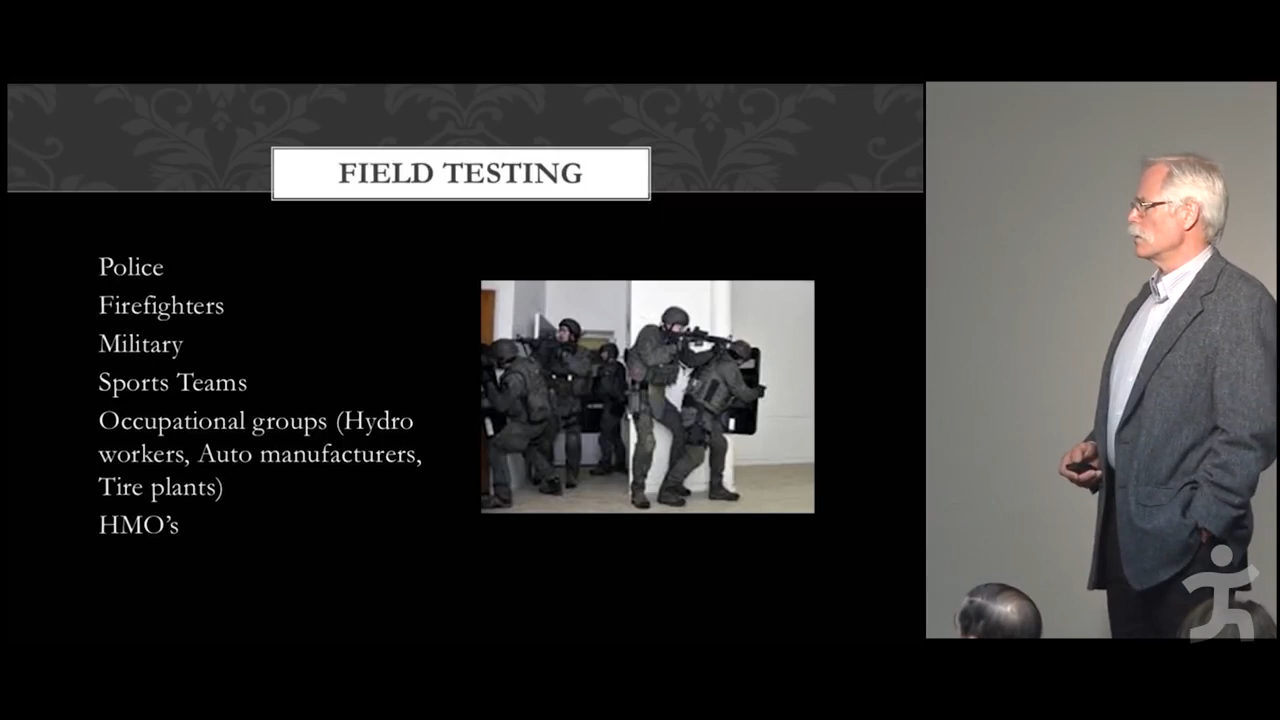 FIELD TESTING
Police
Firefighters
Military
Sports Teams
Occupational groups (Hydro
workers, Auto manufacturers,
Tire plants)
HMO’s